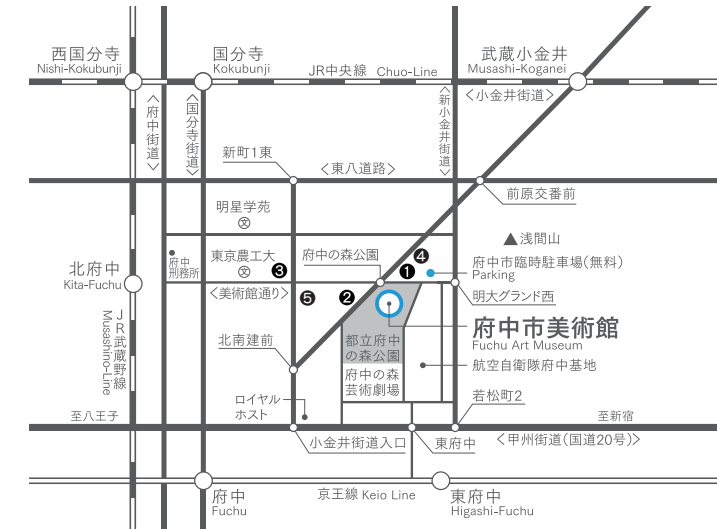 西国分寺
Nishi-Kokubunji
国分寺
Kokubunji
JR中央線 Chuo-Line
武蔵小金井
Musashi-Koganei
〈小金井街道〉
〈府中街道〉
〈国分寺街道〉
〈新小金井街道〉
新町1東
〈東八道路〉
前原交番前
明星学苑
文
浅間山
府中刑務所
東京農工大
文
❸
府中の森公園
❹
❶
府中市臨時駐車場(無料)
Parking
北府中
Kita-Fuchu
〈美術館通り〉
❺
❷
明大グランド西
府中市美術館
Fuchu Art Museum
JR武蔵野線
Musashino-Line
北南建前
都立府中
の森公園
府中の森
芸術劇場
航空自衛隊府中基地
ロイヤル
ホスト
若松町2
至八王子
至新宿
小金井街道入口
東府中
〈甲州街道(国道20号)〉
府中
Fuchu
京王線 Keio Line
東府中
Higashi-Fuchu